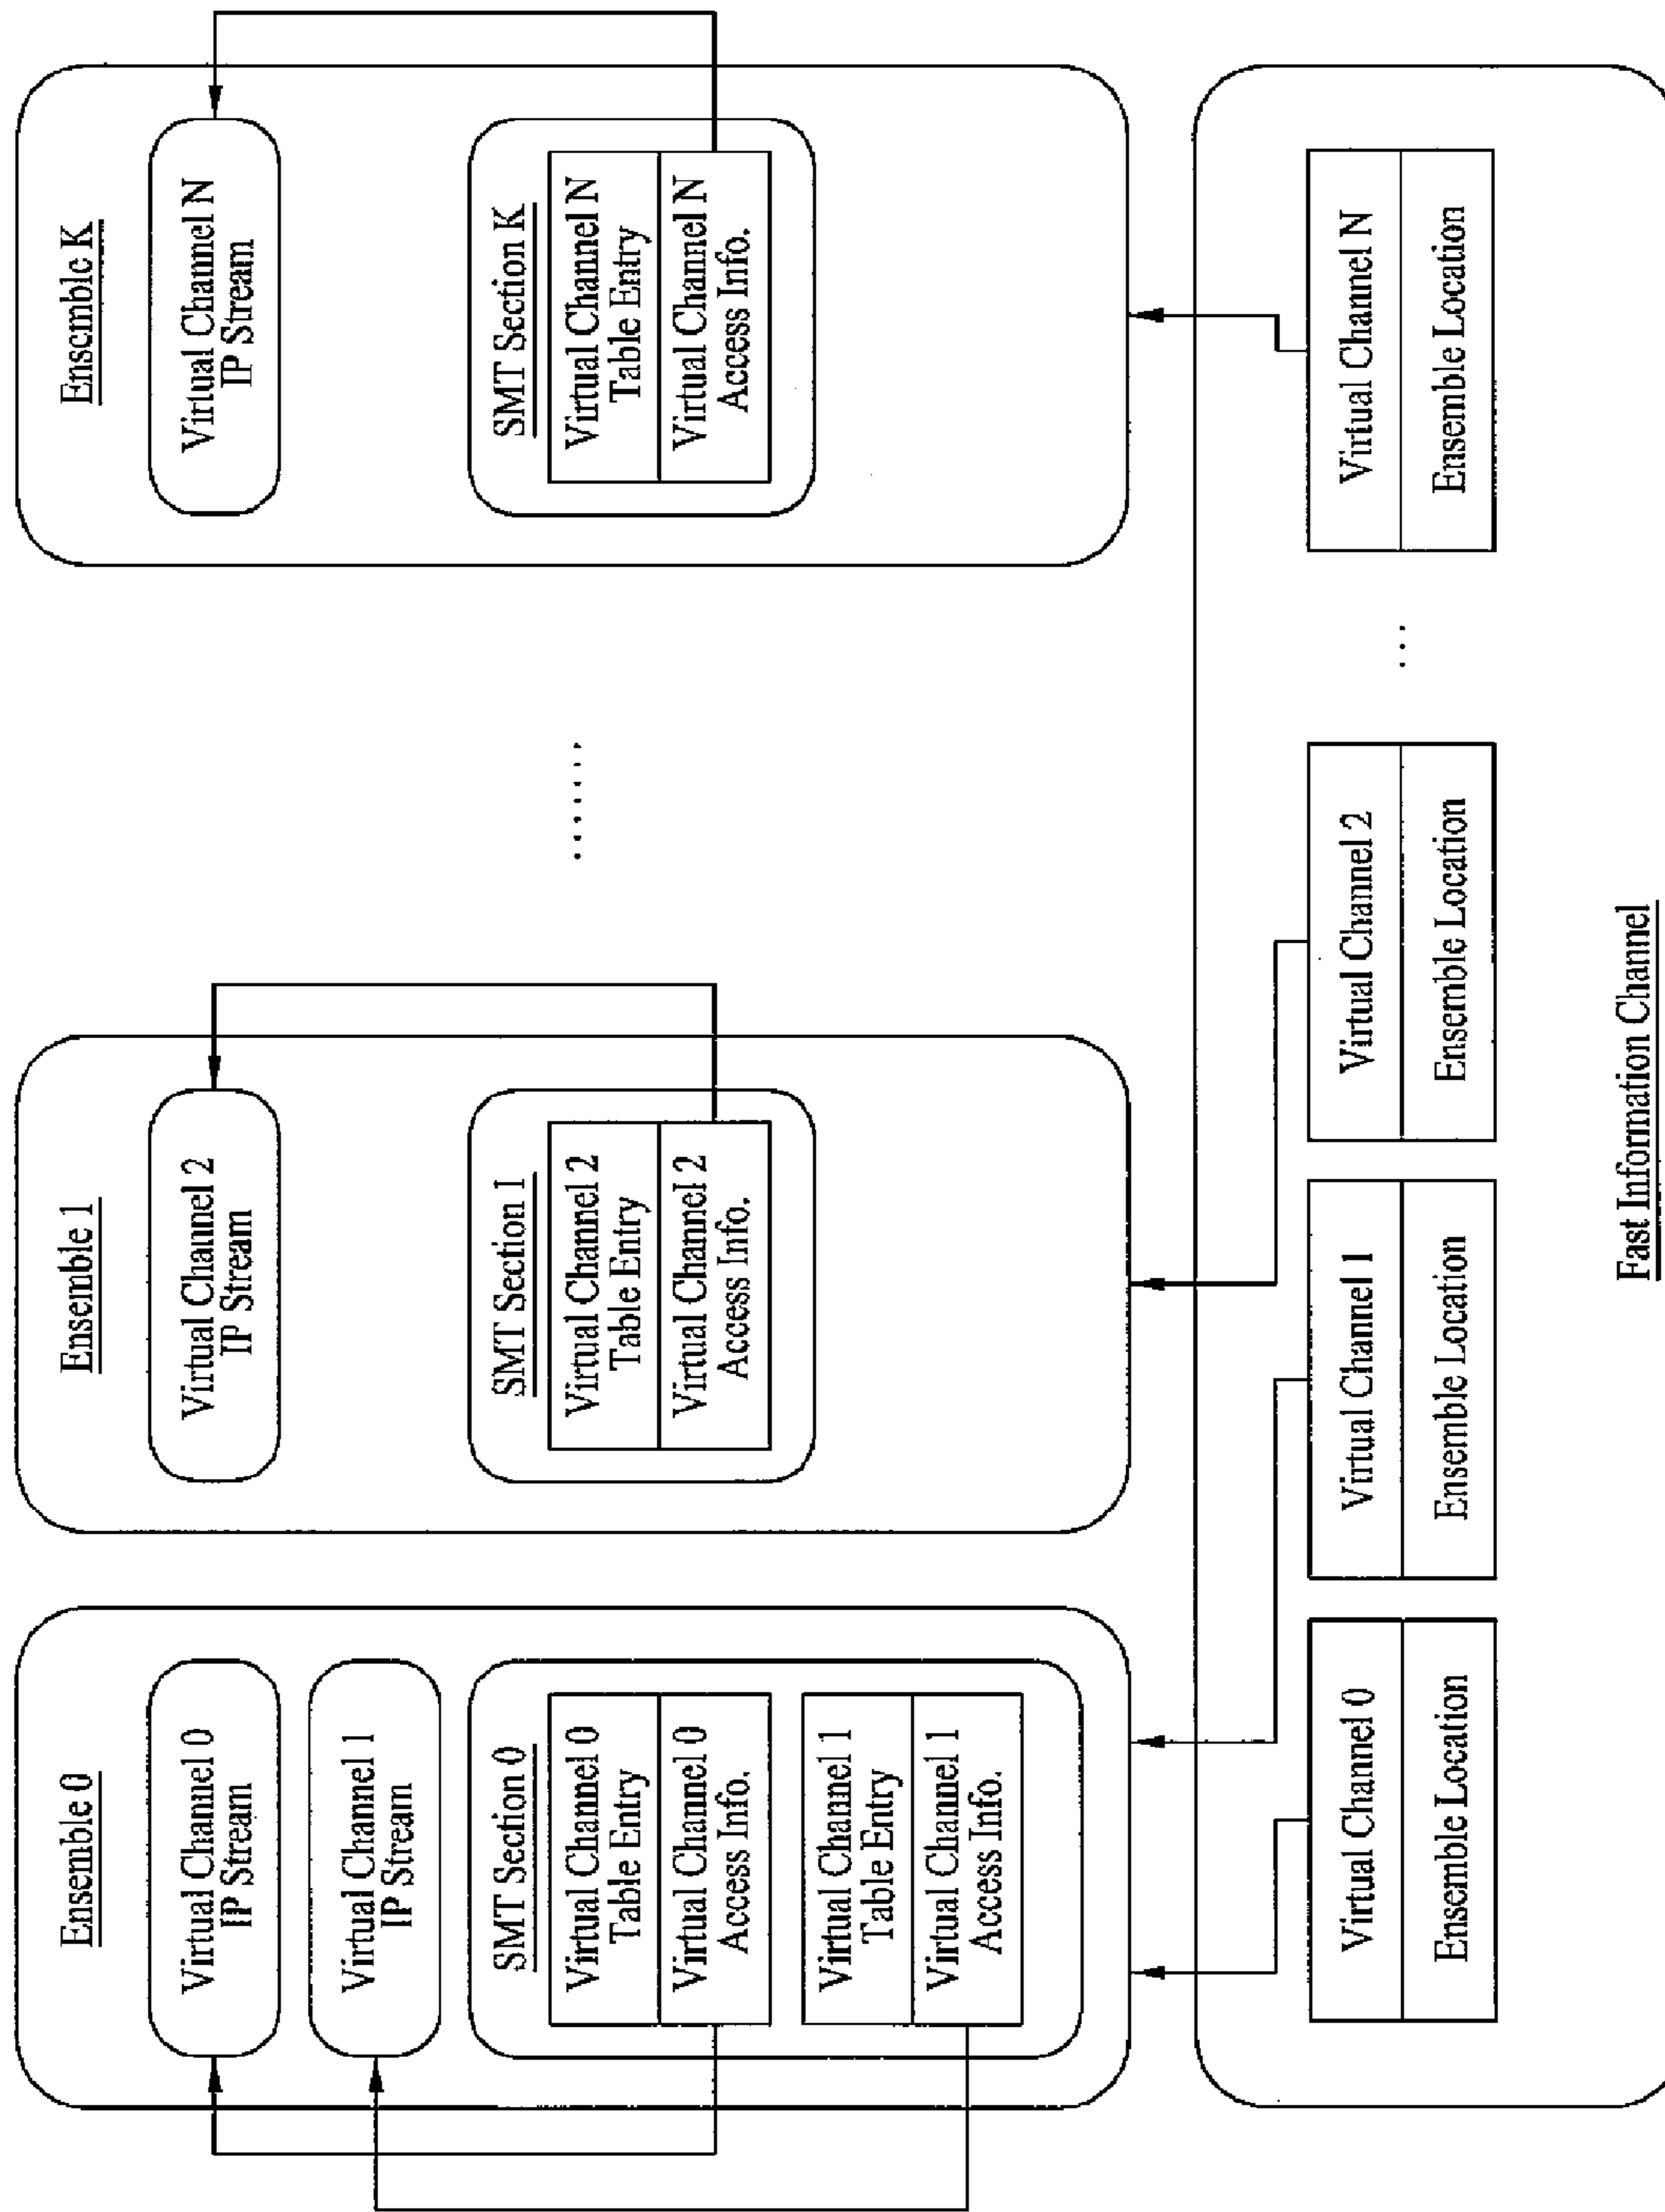 Ensemble 0
Virtual Channel 0
IP Stream
Virtual Channel 1
IP Stream
SMT Section 0
Virtual Channel 0
Table Entry
Virtual Channel 0
Access Info.
Virtual Channel 1
Table Entry
Virtual Channel 1
Access Info.
Ensemble 1
Virtual Channel 2
IP Stream
SMT Section 1
Virtual Channel 2
Table Entry
Virtual Channel 2
Access Info.
.......
Ensemble K
Virtual Channel N
IP Stream
SMT Section K
Virtual Channel N
Table Entry
Virtual Channel N
Access Info.
Virtual Channel 0
Ensemble Location
Virtual Channel 1
Ensemble Location
Virtual Channel 2
Ensemble Location
...
Virtual Channel N
Ensemble Location
Fast Information Channel